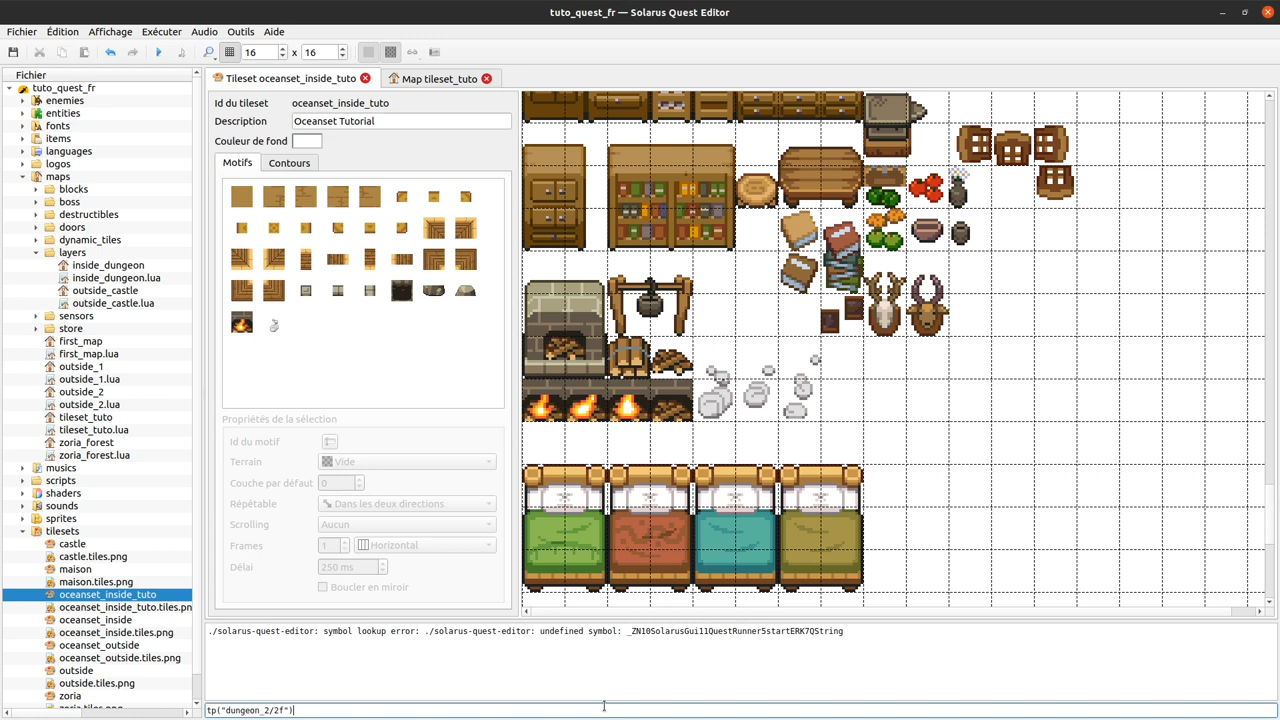 tuto_quest_fr — Solarus Quest Editor
Fichier Édition Affichage Exécuter Audio Outils Aide
16 x 16
Fichier
tuto_quest_fr
enemies
entities
fonts
items
languages
logos
maps
blocks
boss
destructibles
doors
dynamic_tiles
layers
inside_dungeon
inside_dungeon.lua
outside_castle
outside_castle.lua
sensors
store
first_map
first_map.lua
outside_1
outside_1.lua
outside_2
outside_2.lua
tileset_tuto
tileset_tuto.lua
zoria_forest
zoria_forest.lua
musics
scripts
shaders
sounds
sprites
tilesets
castle
castle.tiles.png
maison
maison.tiles.png
oceanset_inside_tuto
oceanset_inside_tuto.tiles.pn
oceanset_inside
oceanset_inside.tiles.png
oceanset_outside
oceanset_outside.tiles.png
outside
outside.tiles.png
zoria
Tileset oceanset_inside_tuto
Map tileset_tuto
Id du tileset oceanset_inside_tuto
Description Oceanset Tutorial
Couleur de fond
Motifs Contours
Propriétés de la sélection
Id du motif
Terrain Vide
Couche par défaut 0
Répétable Dans les deux directions
Scrolling Aucun
Frames 1 Horizontal
Délai 250 ms
Boucler en miroir
./solarus-quest-editor: symbol lookup error: ./solarus-quest-editor: undefined symbol: _ZN10SolarusGui11QuestRunner5startERK7QString
tp("dungeon_2/2f")